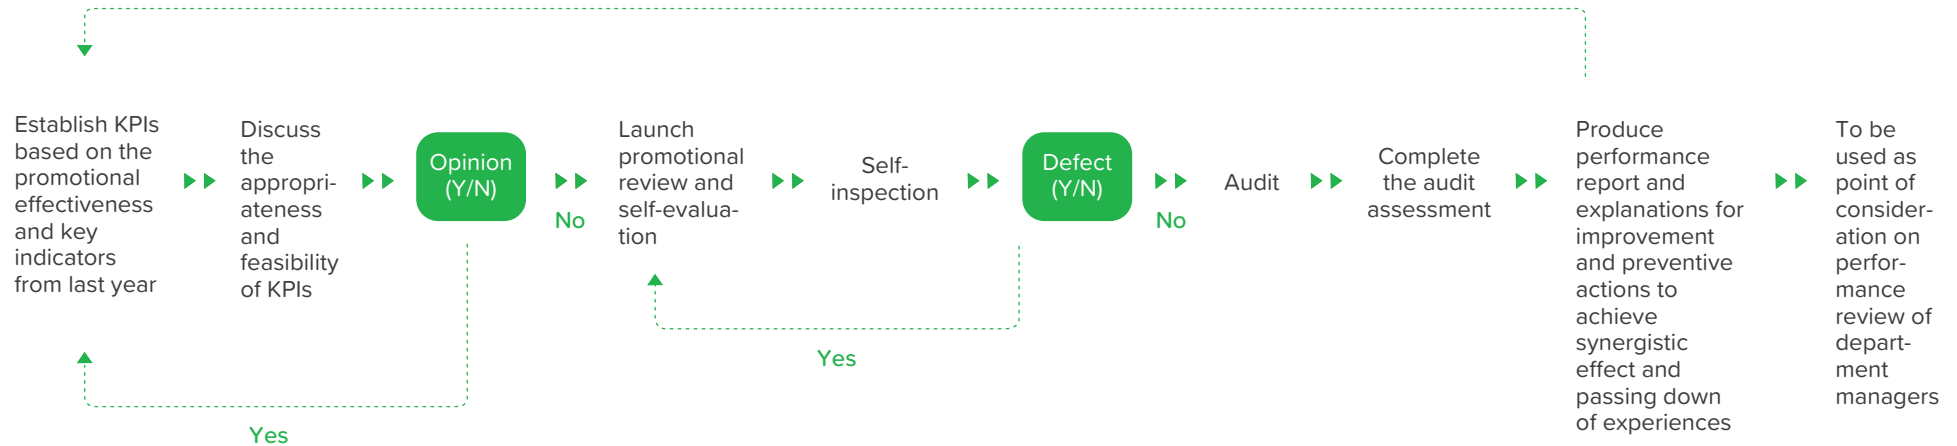 Establish KPIs
based on the
promotional
effectiveness
and key
indicators
from last year
Discuss
the
appropri-
ateness
and
feasibility
of KPIs
Opinion
(Y/N)
Yes
No
Launch
promotional
review and
self-evalua-
tion
Self-
inspection
Defect
(Y/N)
Yes
No
Audit
Complete
the audit
assessment
Produce
performance
report and
explanations for
improvement
and preventive
actions to
achieve
synergistic
effect and
passing down
of experiences
To be
used as
point of
consider-
ation on
perfor-
mance
review of
depart-
ment
managers